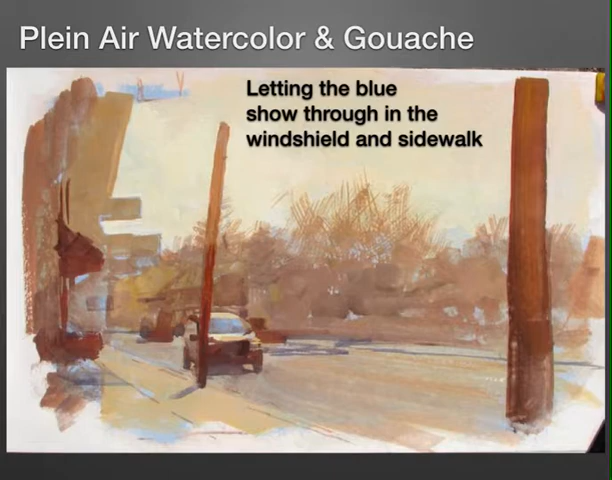 Plein Air Watercolor & Gouache
Letting the blue
show through in the
windshield and sidewalk